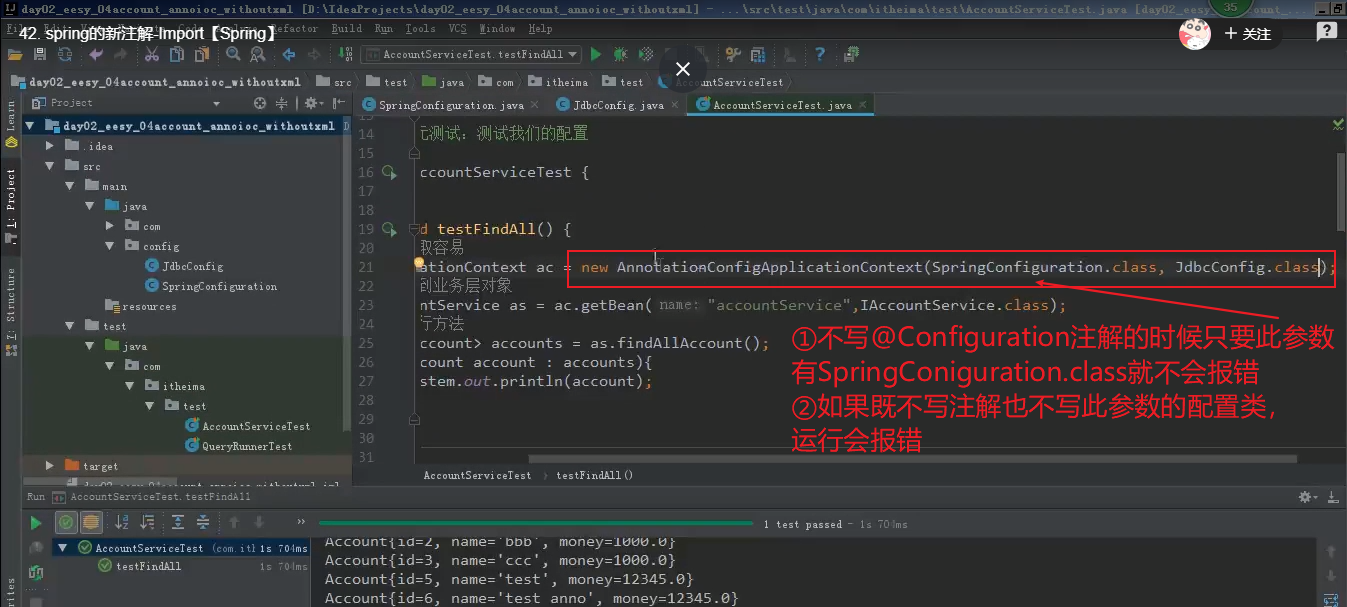 day02_eesy_04account_annoioc_withoutxml [D:\IdeaProjects\day02_eesy_04account_annoioc_withoutxml] - ...\src\test\java\com\itheima\test\AccountServiceTest.java
35
Refactor Build Run Tools VCS Window Help
42. spring的新注解-Import【Spring】
+ 关注
AccountServiceTest.testFindAll
day02_eesy_04account_annoioc_withoutxml src test java com itheima test AccountServiceTest
Project
SpringConfiguration.java JdbcConfig.java AccountServiceTest.java
Learn
1: Project
7: Structure
day02_eesy_04account_annoioc_withoutxml
.idea
src
main
java
com
config
JdbcConfig
SpringConfiguration
resources
test
java
com
itheima
test
AccountServiceTest
QueryRunnerTest
target
14 元测试：测试我们的配置
15
16 ccountServiceTest {
17
18
19 d testFindAll() {
20 取容易
21 ationContext ac = new AnnotationConfigApplicationContext(SpringConfiguration.class, JdbcConfig.class);
22 到业务层对象
23 ntService as = ac.getBean( name: "accountService",IAccountService.class);
24 行方法
25 ccount> accounts = as.findAllAccount();
26 count account : accounts){
27 stem.out.println(account);
28
29
30
31
①不写@Configuration注解的时候只要此参数
有SpringConiguration.class就不会报错
②如果既不写注解也不写此参数的配置类，
运行会报错
AccountServiceTest › testFindAll()
Run AccountServiceTest.testFindAll
» 1 test passed - 1s 704ms
AccountServiceTest (com.itl 1s 704ms
testFindAll 1s 704ms
Account{id=2, name='bbb', money=1000.0}
Account{id=3, name='ccc', money=1000.0}
Account{id=5, name='test', money=12345.0}
Account{id=6, name='test anno', money=12345.0}